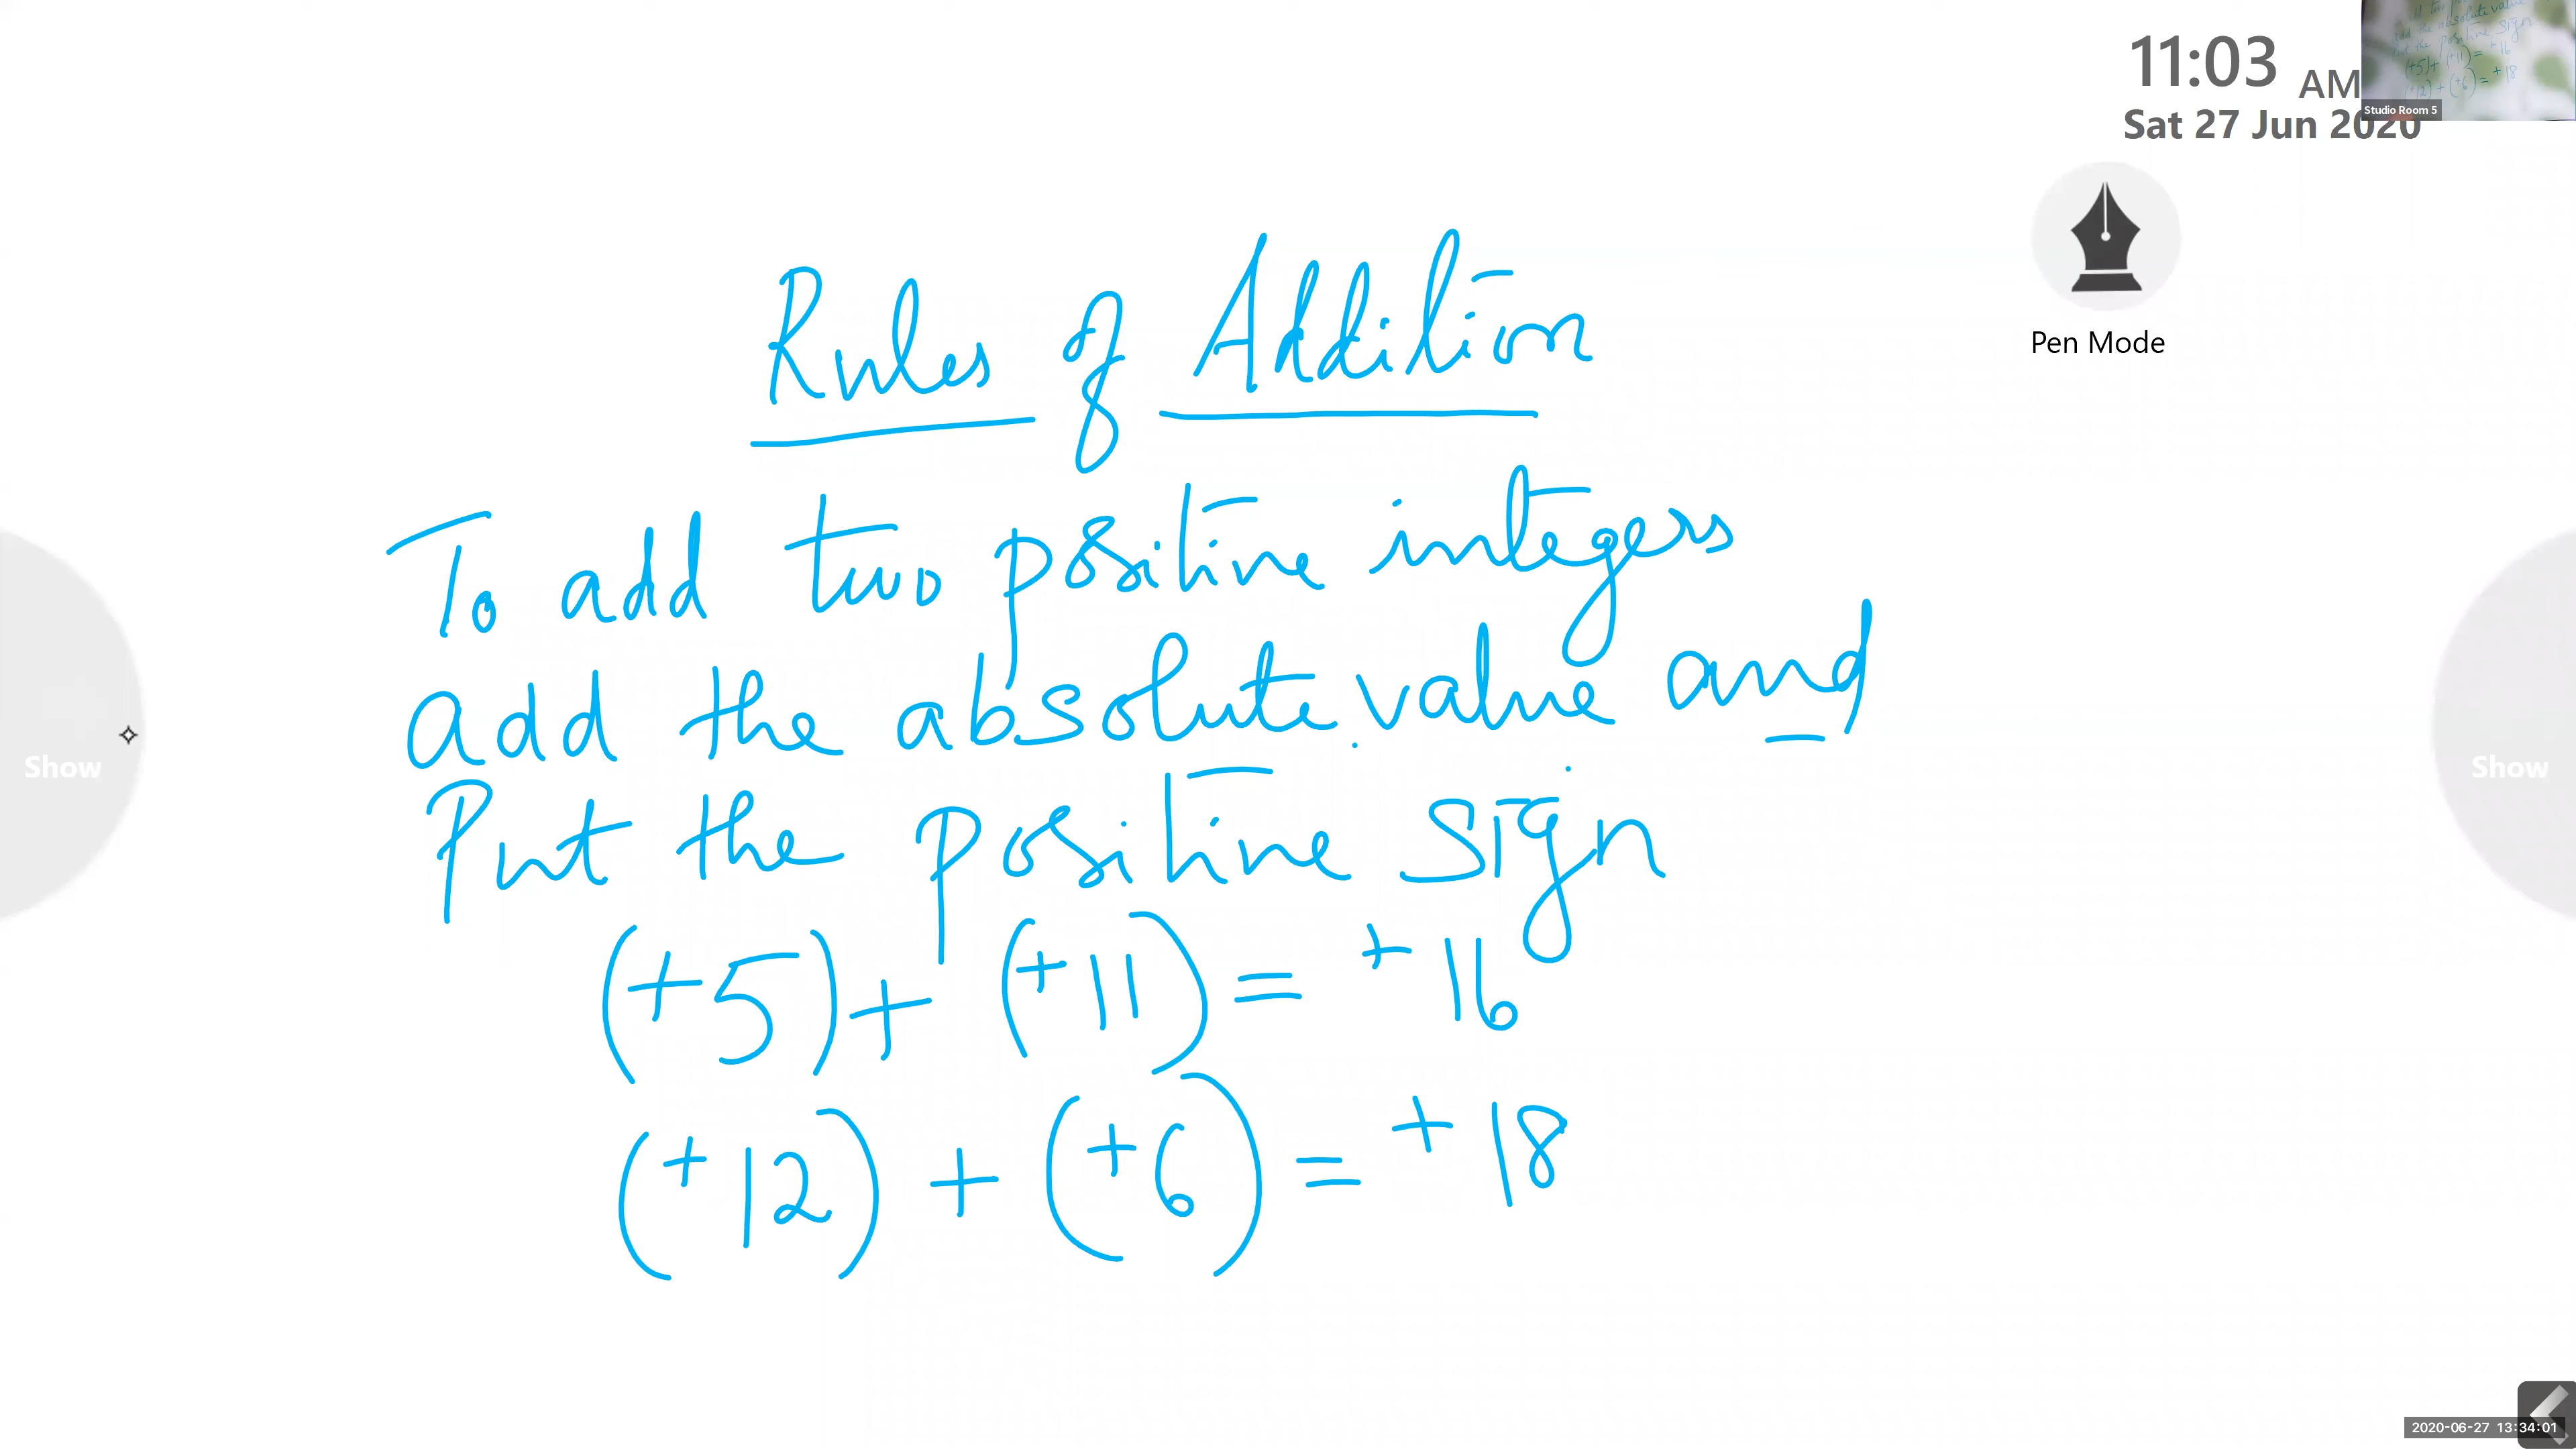 11:03 AM
Sat 27 Jun 2020
Studio Room 5
Pen Mode
Rules of Addition
To add two positive integers
add the absolute value and
Put the positive sign
(+5) + (+11) = +16
(+12) + (+6) = +18
Show
Show
2020-06-27 13:34:01